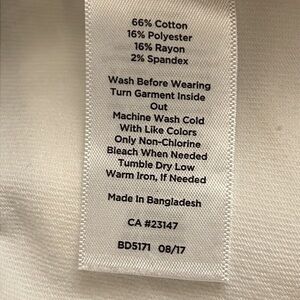 66% Cotton
16% Polyester
16% Rayon
2% Spandex
Wash Before Wearing
Turn Garment Inside
Out
Machine Wash Cold
With Like Colors
Only Non-Chlorine
Bleach When Needed
Tumble Dry Low
Warm Iron, If Needed
Made In Bangladesh
CA #23147
BD5171 08/17